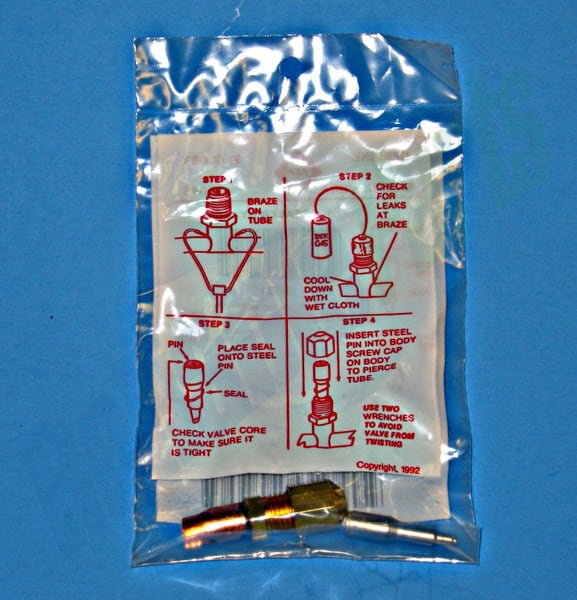 STEP 1
BRAZE
ON
TUBE
STEP 2
CHECK
FOR
LEAKS
AT
BRAZE
GAS
COOL
DOWN
WITH
WET CLOTH
STEP 3
PIN
PLACE SEAL
ONTO STEEL
PIN
SEAL
CHECK VALVE CORE
TO MAKE SURE IT
IS TIGHT
STEP 4
INSERT STEEL
PIN INTO BODY
SCREW CAP
ON BODY
TO PIERCE
TUBE.
USE TWO
WRENCHES
TO AVOID
VALVE FROM
TWISTING
Copyright, 1992